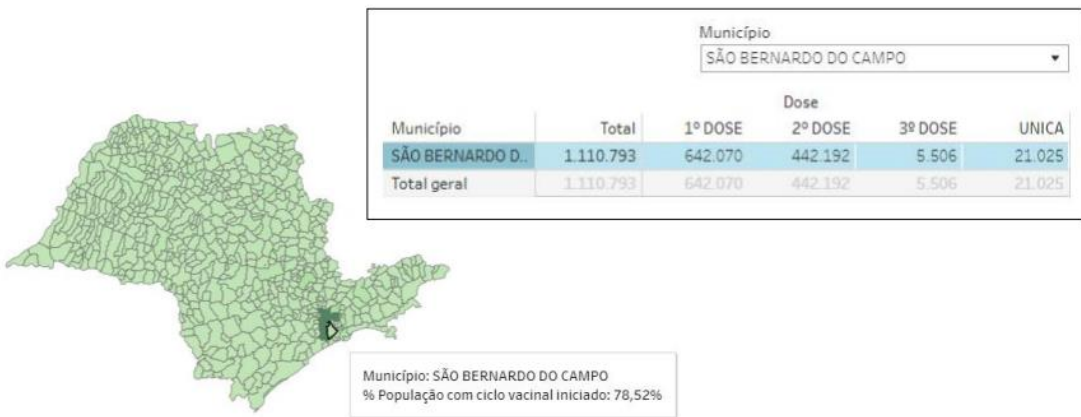 Município
SÃO BERNARDO DO CAMPO
Dose
Município Total 1º DOSE 2º DOSE 3º DOSE UNICA
SÃO BERNARDO D.. 1.110.793 642.070 442.192 5.506 21.025
Total geral 1.110.793 642.070 442.192 5.506 21.025
Município: SÃO BERNARDO DO CAMPO
% População com ciclo vacinal iniciado: 78,52%